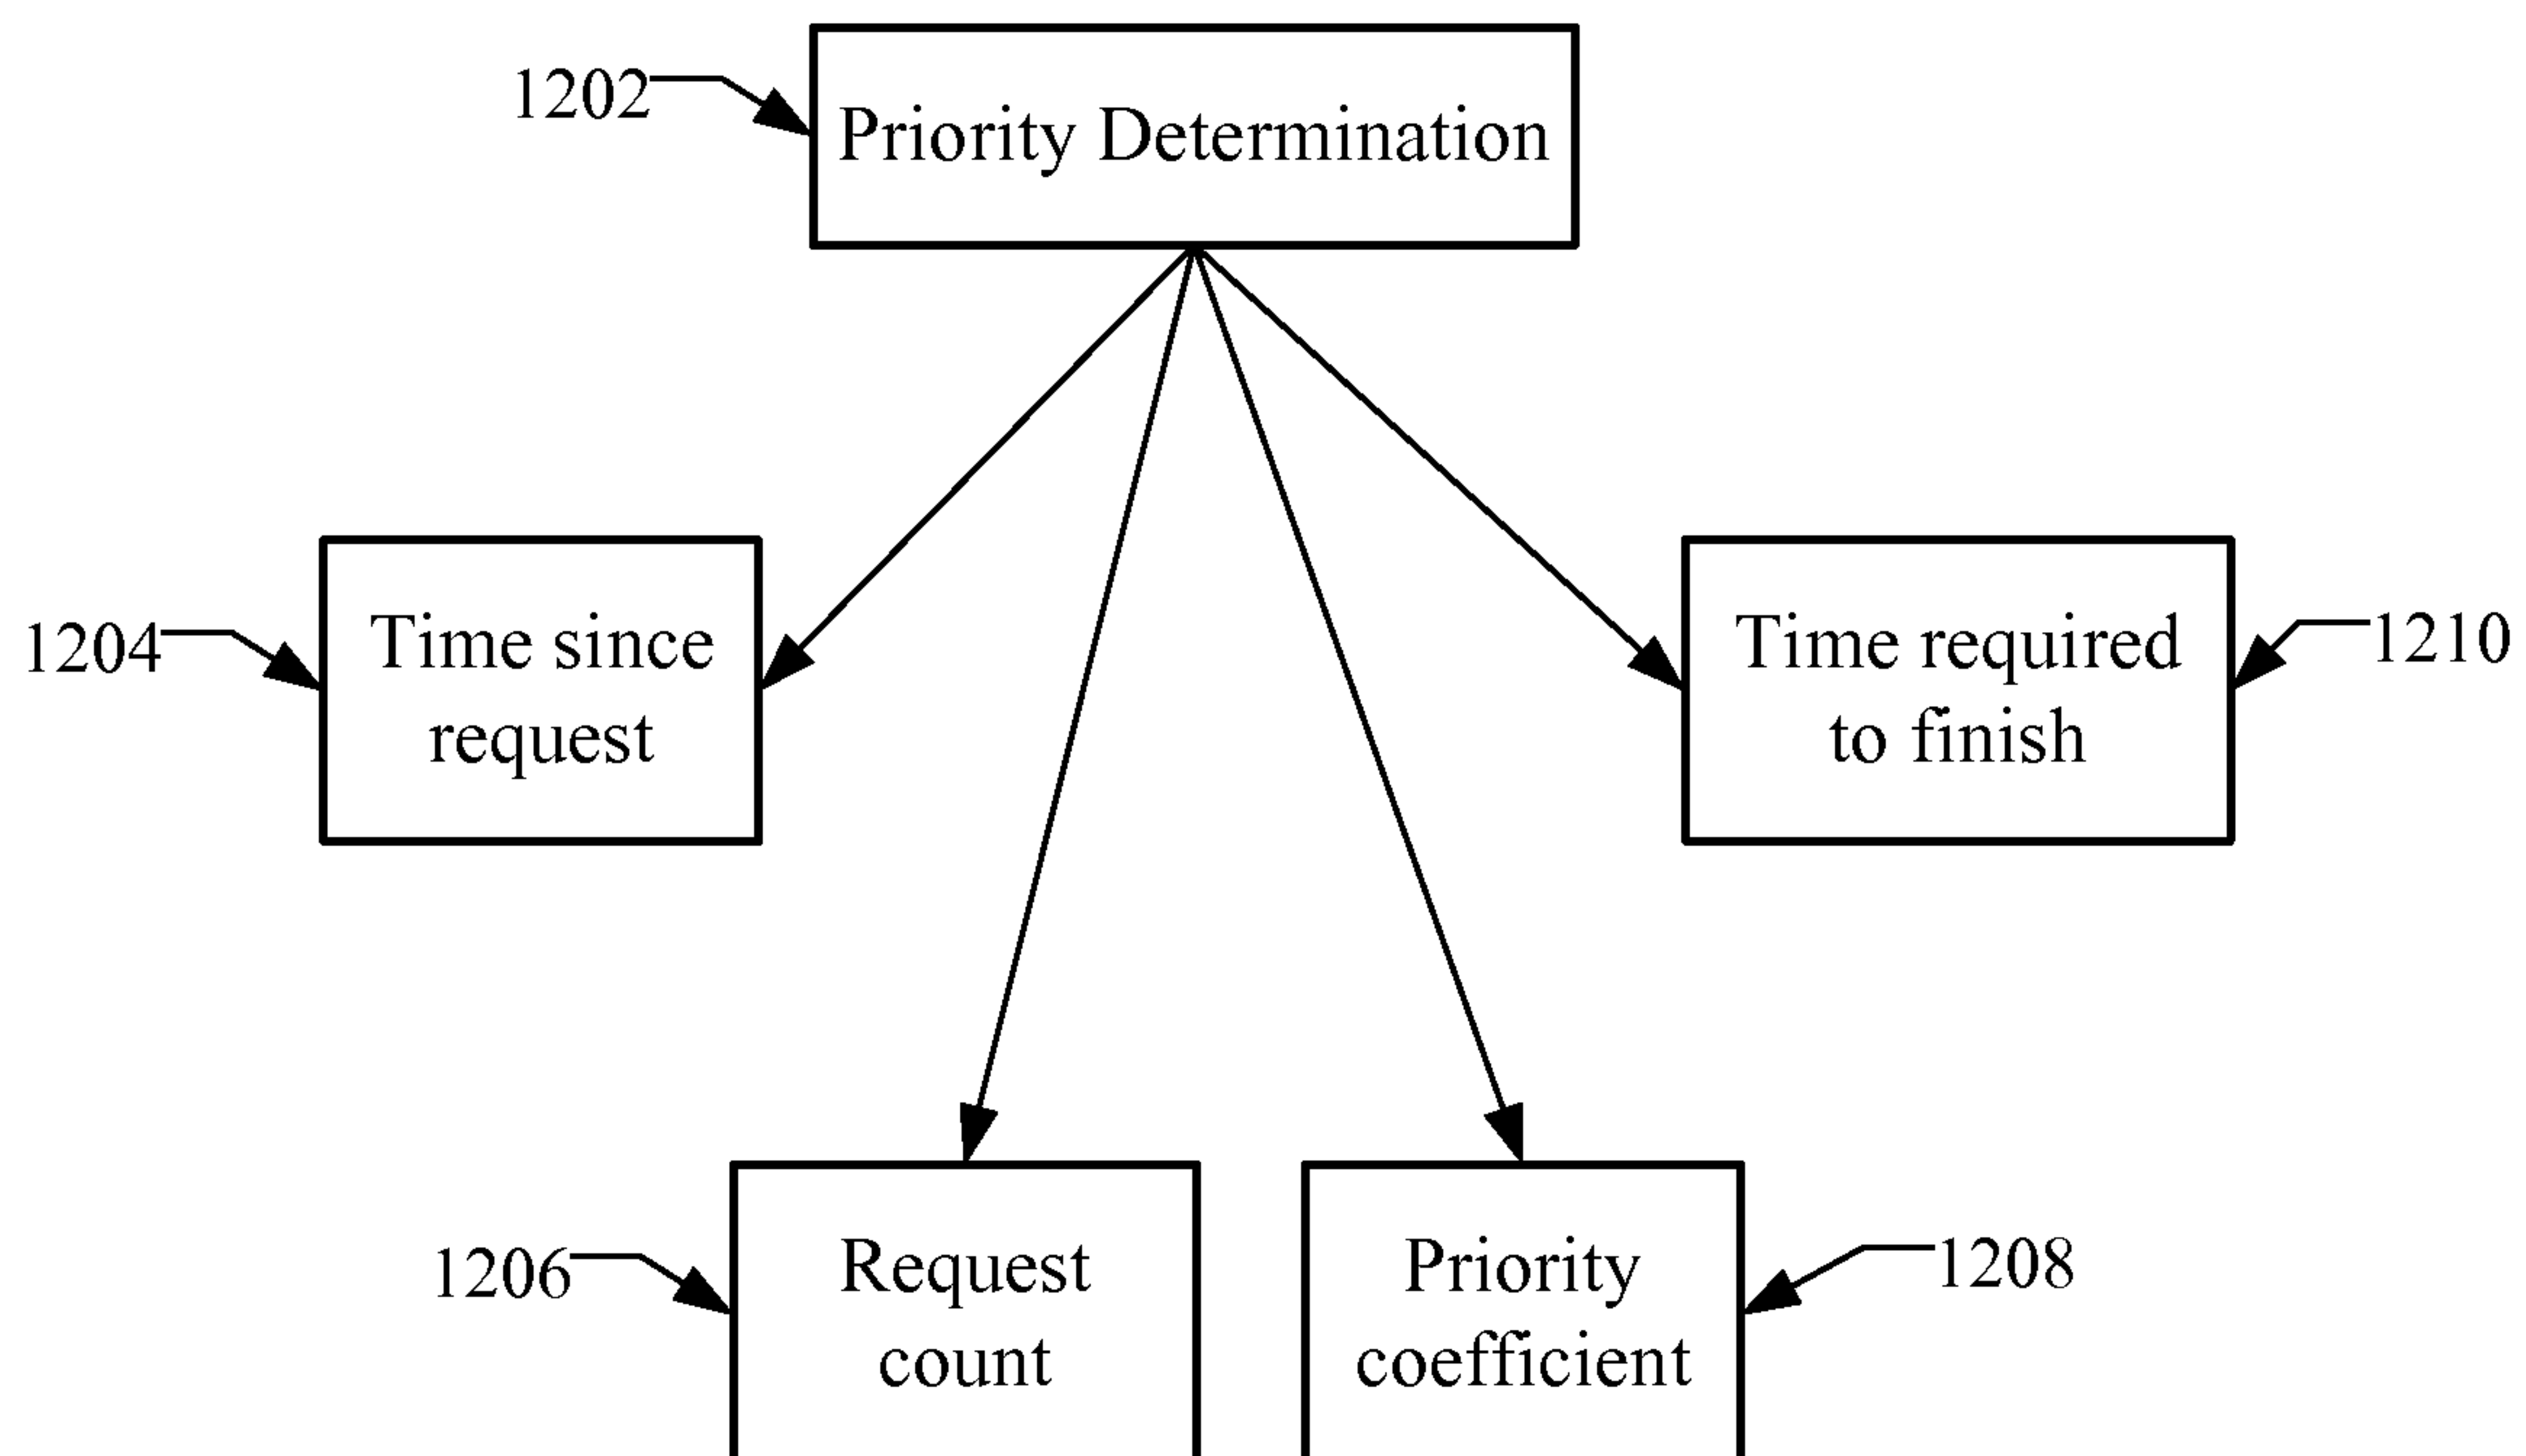 1202
Priority Determination
1204
Time since
request
Time required
to finish
1210
1206
Request
count
Priority
coefficient
1208